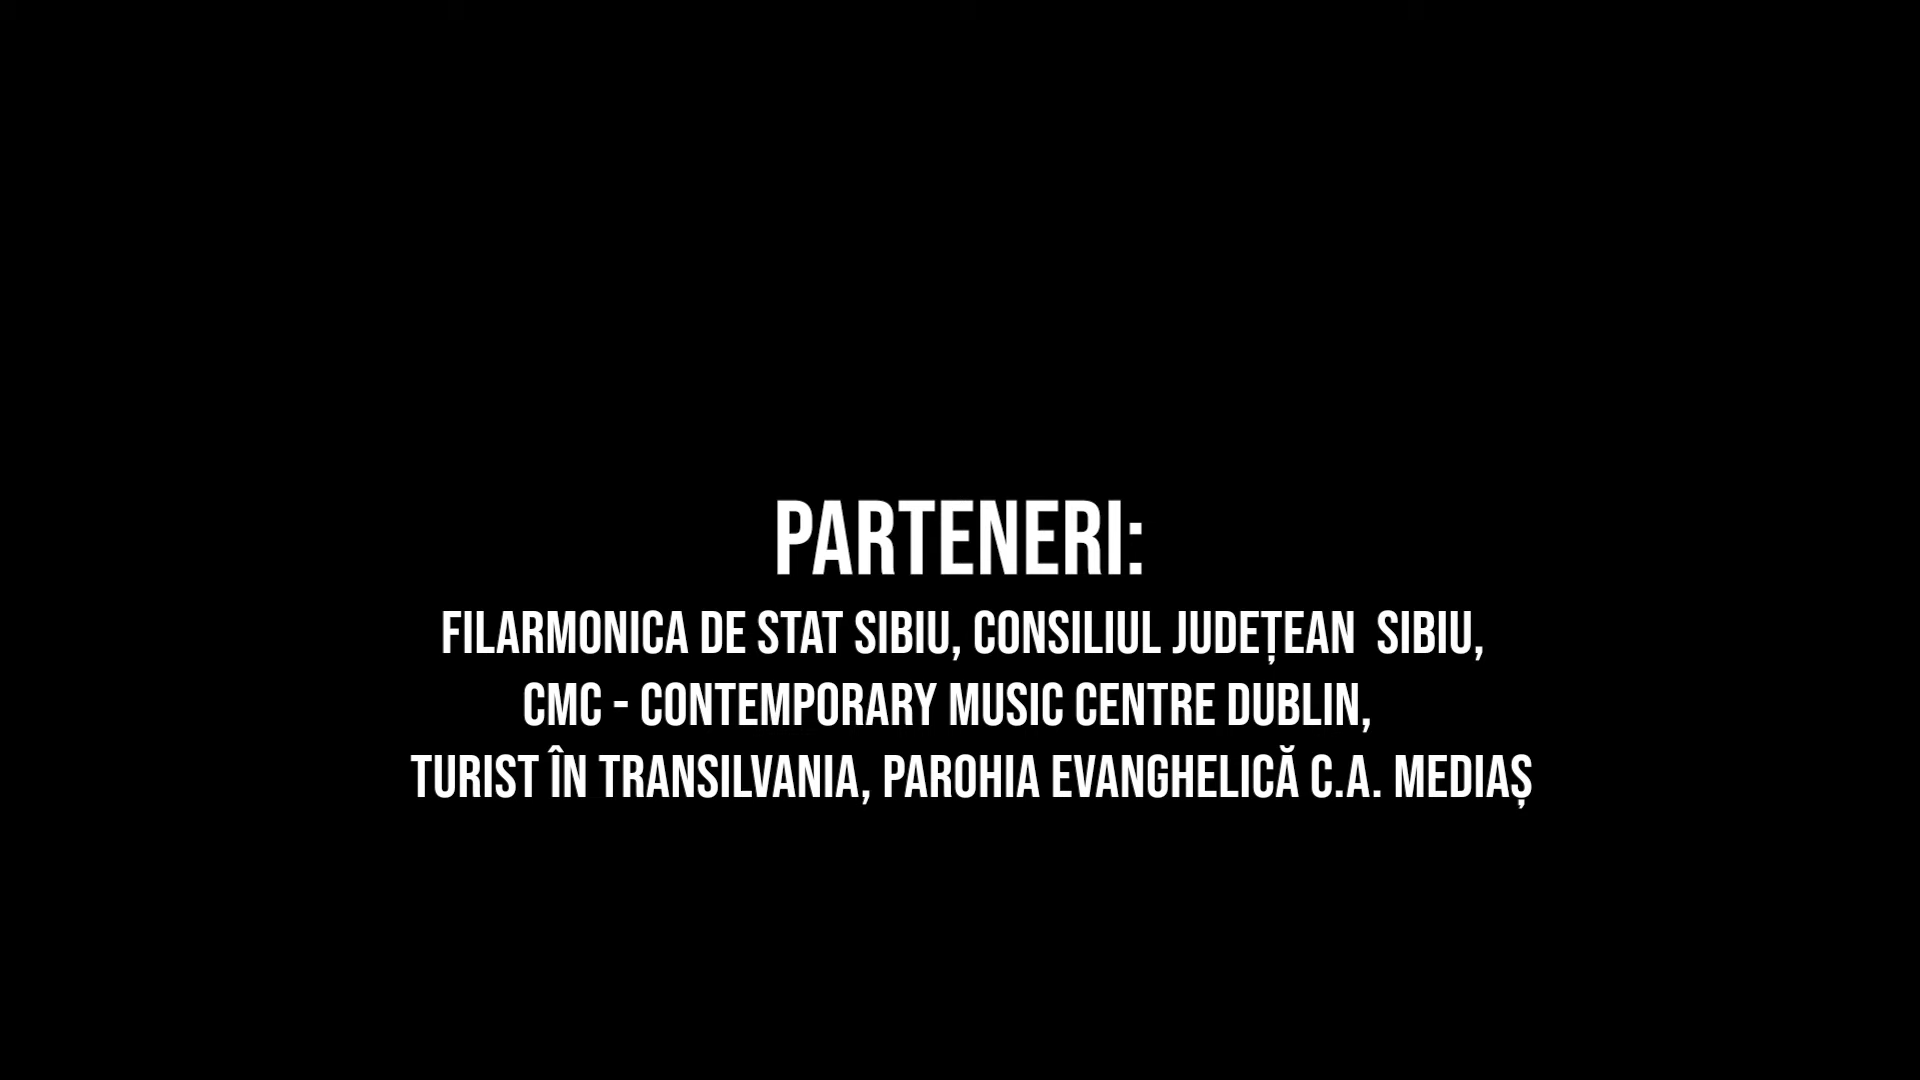 PARTENERI:
FILARMONICA DE STAT SIBIU, CONSILIUL JUDEȚEAN  SIBIU,
CMC - CONTEMPORARY MUSIC CENTRE DUBLIN,
TURIST ÎN TRANSILVANIA, PAROHIA EVANGHELICĂ C.A. MEDIAȘ